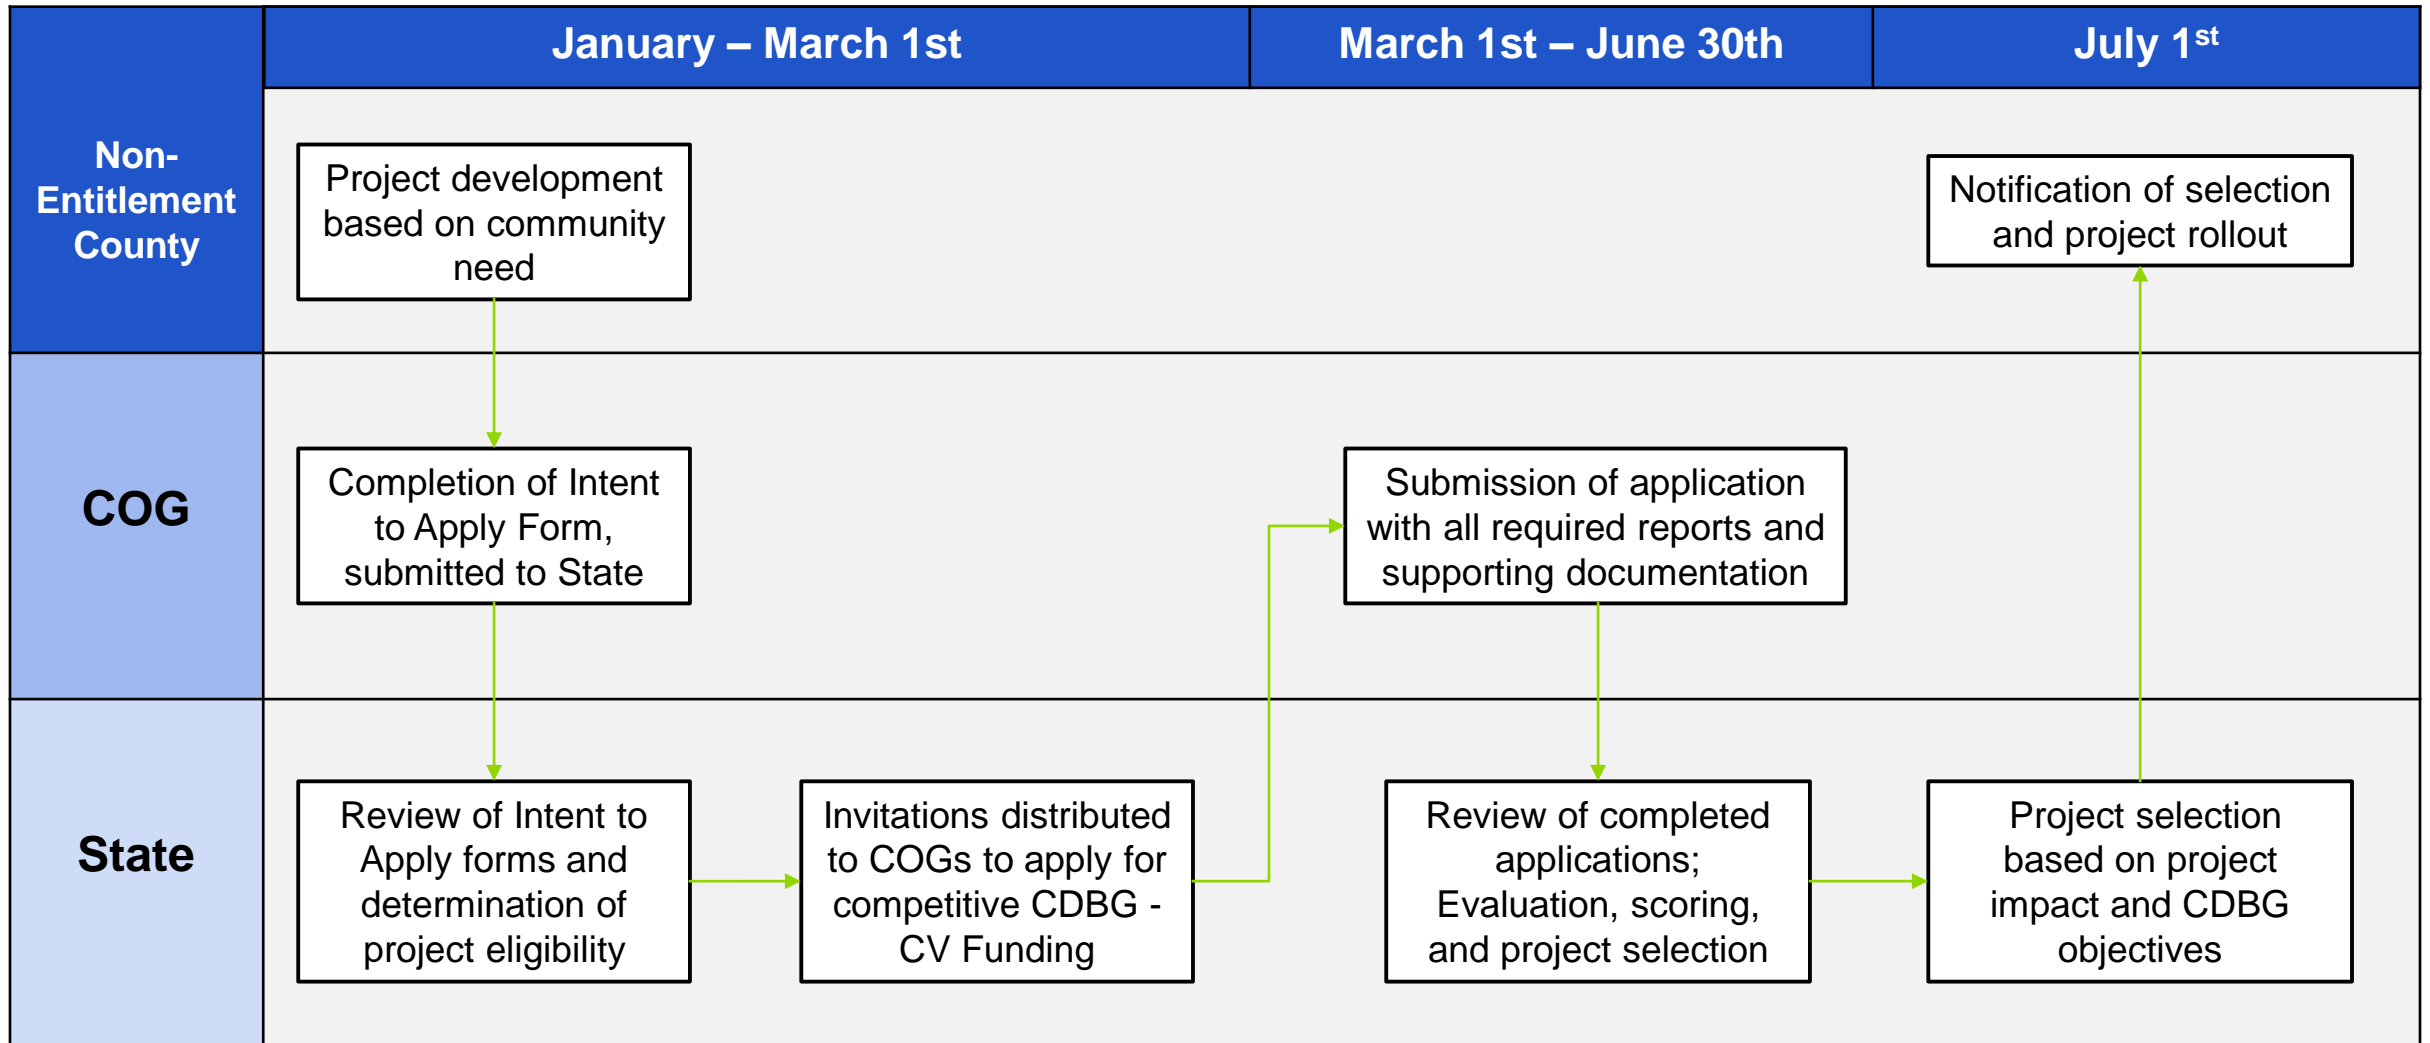 January – March 1st
March 1st – June 30th
July 1st
Non-
Entitlement
County
Project development
based on community
need
Notification of selection
and project rollout
COG
Completion of Intent
to Apply Form,
submitted to State
Submission of application
with all required reports and
supporting documentation
State
Review of Intent to
Apply forms and
determination of
project eligibility
Invitations distributed
to COGs to apply for
competitive CDBG -
CV Funding
Review of completed
applications;
Evaluation, scoring,
and project selection
Project selection
based on project
impact and CDBG
objectives